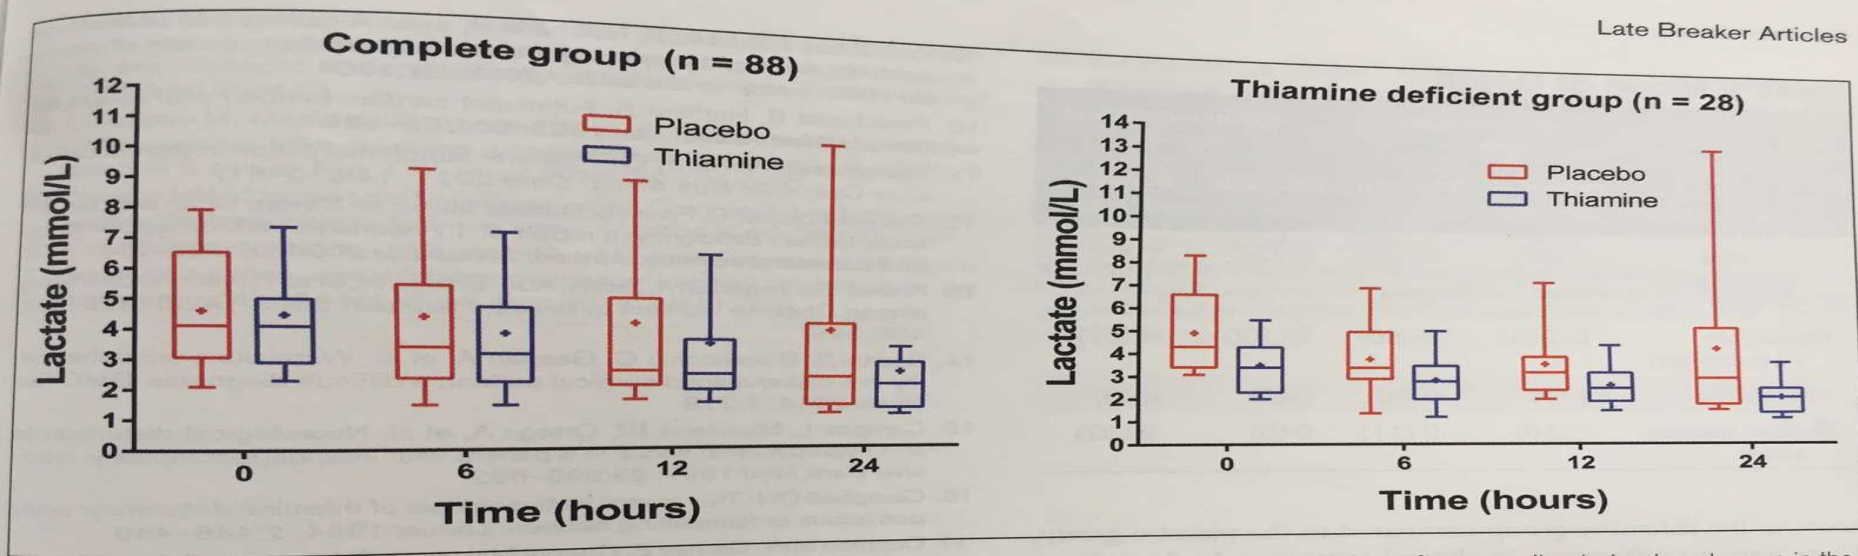 Late Breaker Articles
Complete group (n = 88)
12
11
10
9
8
7
6
5
4
3
2
1
0
Lactate (mmol/L)
Placebo
Thiamine
0 6 12 24
Time (hours)
Thiamine deficient group (n = 28)
14
13
12
11
10
9
8
7
6
5
4
3
2
1
0
Lactate (mmol/L)
Placebo
Thiamine
0 6 12 24
Time (hours)